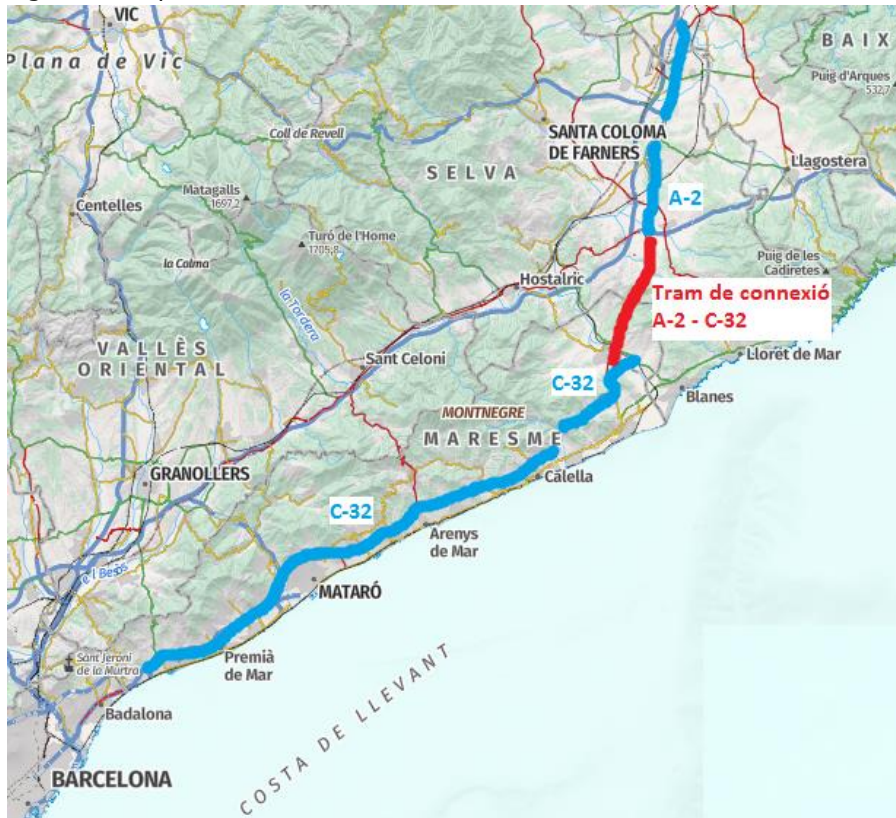 VIC
BAIX
Plana de Vic
Puig d'Arques
532,7
Coll de Revell
SANTA COLOMA
DE FARNERS
Llagostera
SELVA
Matagalls
1697,2
A-2
Centelles
Turó de l'Home
1705,8
Puig de les
Cadiretes
la Calma
Hostalric
la Tordera
Tram de connexió
A-2 - C-32
VALLÈS
ORIENTAL
Sant Celoni
Lloret de Mar
C-32
Blanes
MONTNEGRE
MARESME
GRANOLLERS
Calella
C-32
Arenys
de Mar
el Besòs
MATARÓ
Sant Jeroni
de la Murtra
Premià
de Mar
Badalona
COSTA DE LLEVANT
BARCELONA